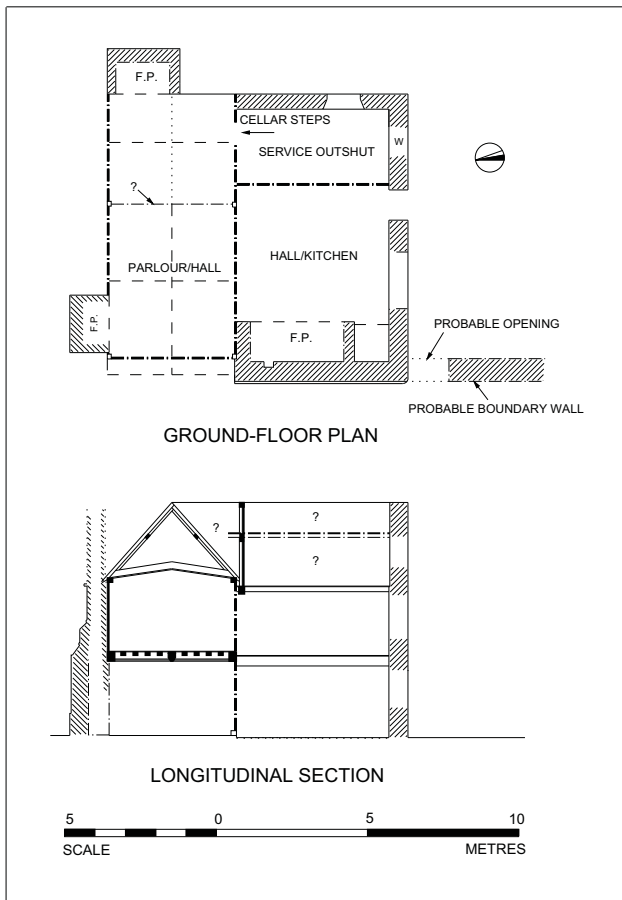 F.P.
CELLAR STEPS
SERVICE OUTSHUT
W
?
PARLOUR/HALL
HALL/KITCHEN
F.P.
F.P.
PROBABLE OPENING
PROBABLE BOUNDARY WALL
GROUND-FLOOR PLAN
?
?
?
LONGITUDINAL SECTION
5 0 5 10
SCALE METRES